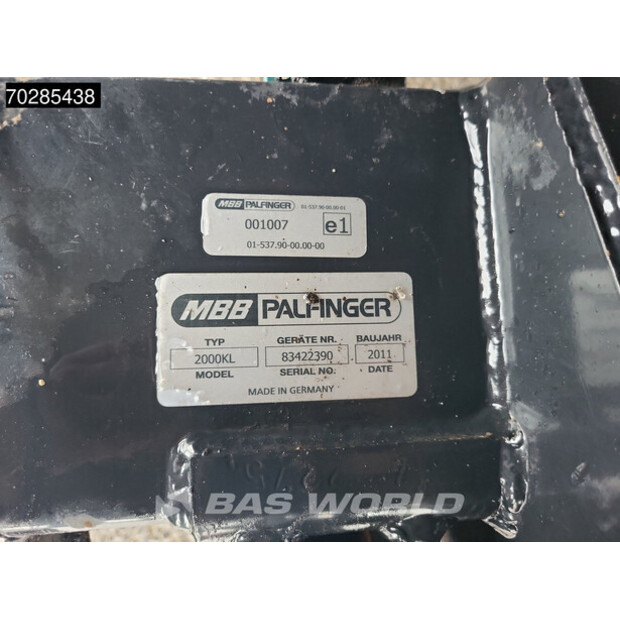 70285438
MBB PALFINGER 01-537.90-00.00-01
001007 e1
01-537.90-00.00-00
MBB PALFINGER
TYP GERÄTE NR. BAUJAHR
2000KL 83422390 2011
MODEL SERIAL NO. DATE
MADE IN GERMANY
BAS WORLD